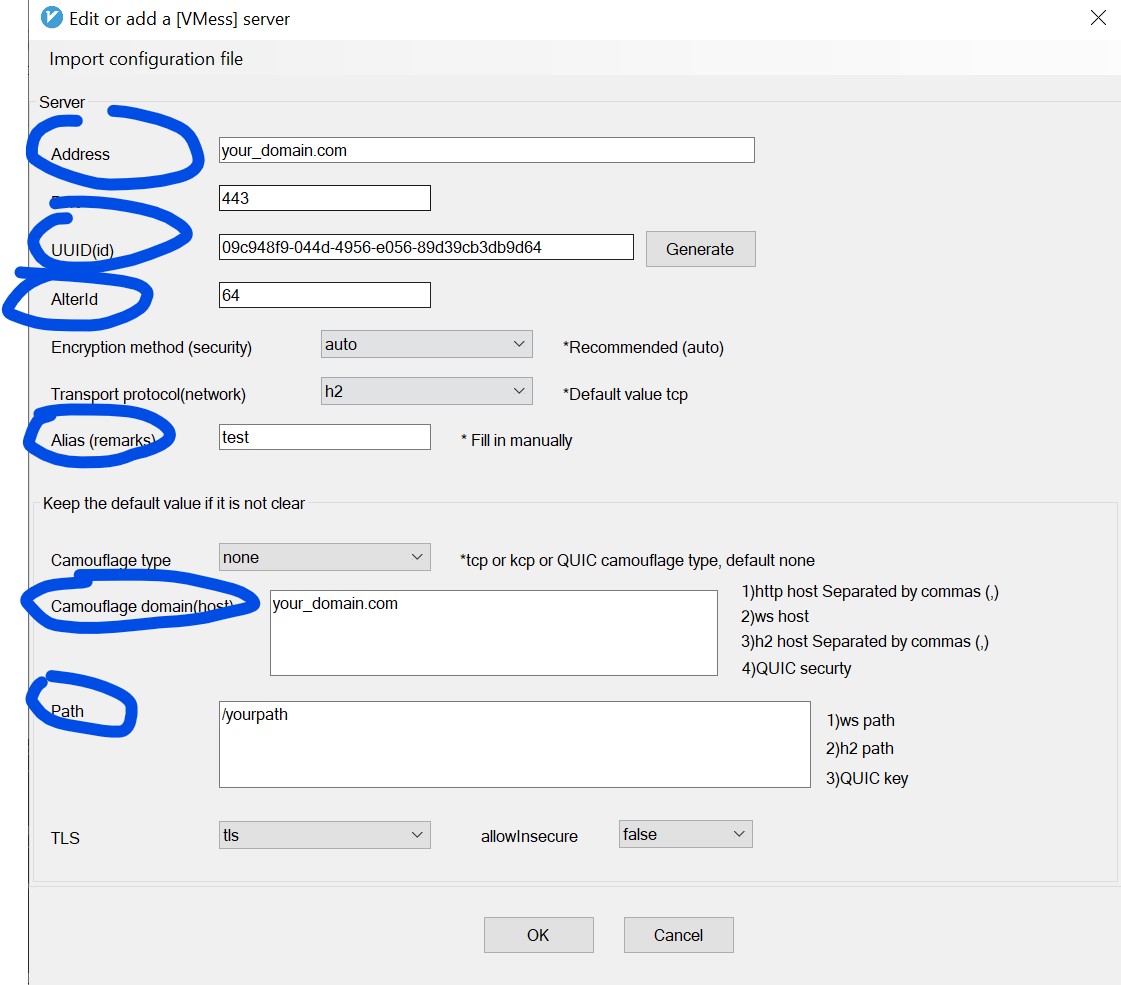 Edit or add a [VMess] server
Import configuration file
Server
Address your_domain.com
443
UUID(id) 09c948f9-044d-4956-e056-89d39cb3db9d64 Generate
AlterId 64
Encryption method (security) auto *Recommended (auto)
Transport protocol(network) h2 *Default value tcp
Alias (remarks) test * Fill in manually
Keep the default value if it is not clear
Camouflage type none *tcp or kcp or QUIC camouflage type, default none
Camouflage domain(host) your_domain.com
1)http host Separated by commas (,)
2)ws host
3)h2 host Separated by commas (,)
4)QUIC securty
Path /yourpath
1)ws path
2)h2 path
3)QUIC key
TLS tls allowInsecure false
OK Cancel